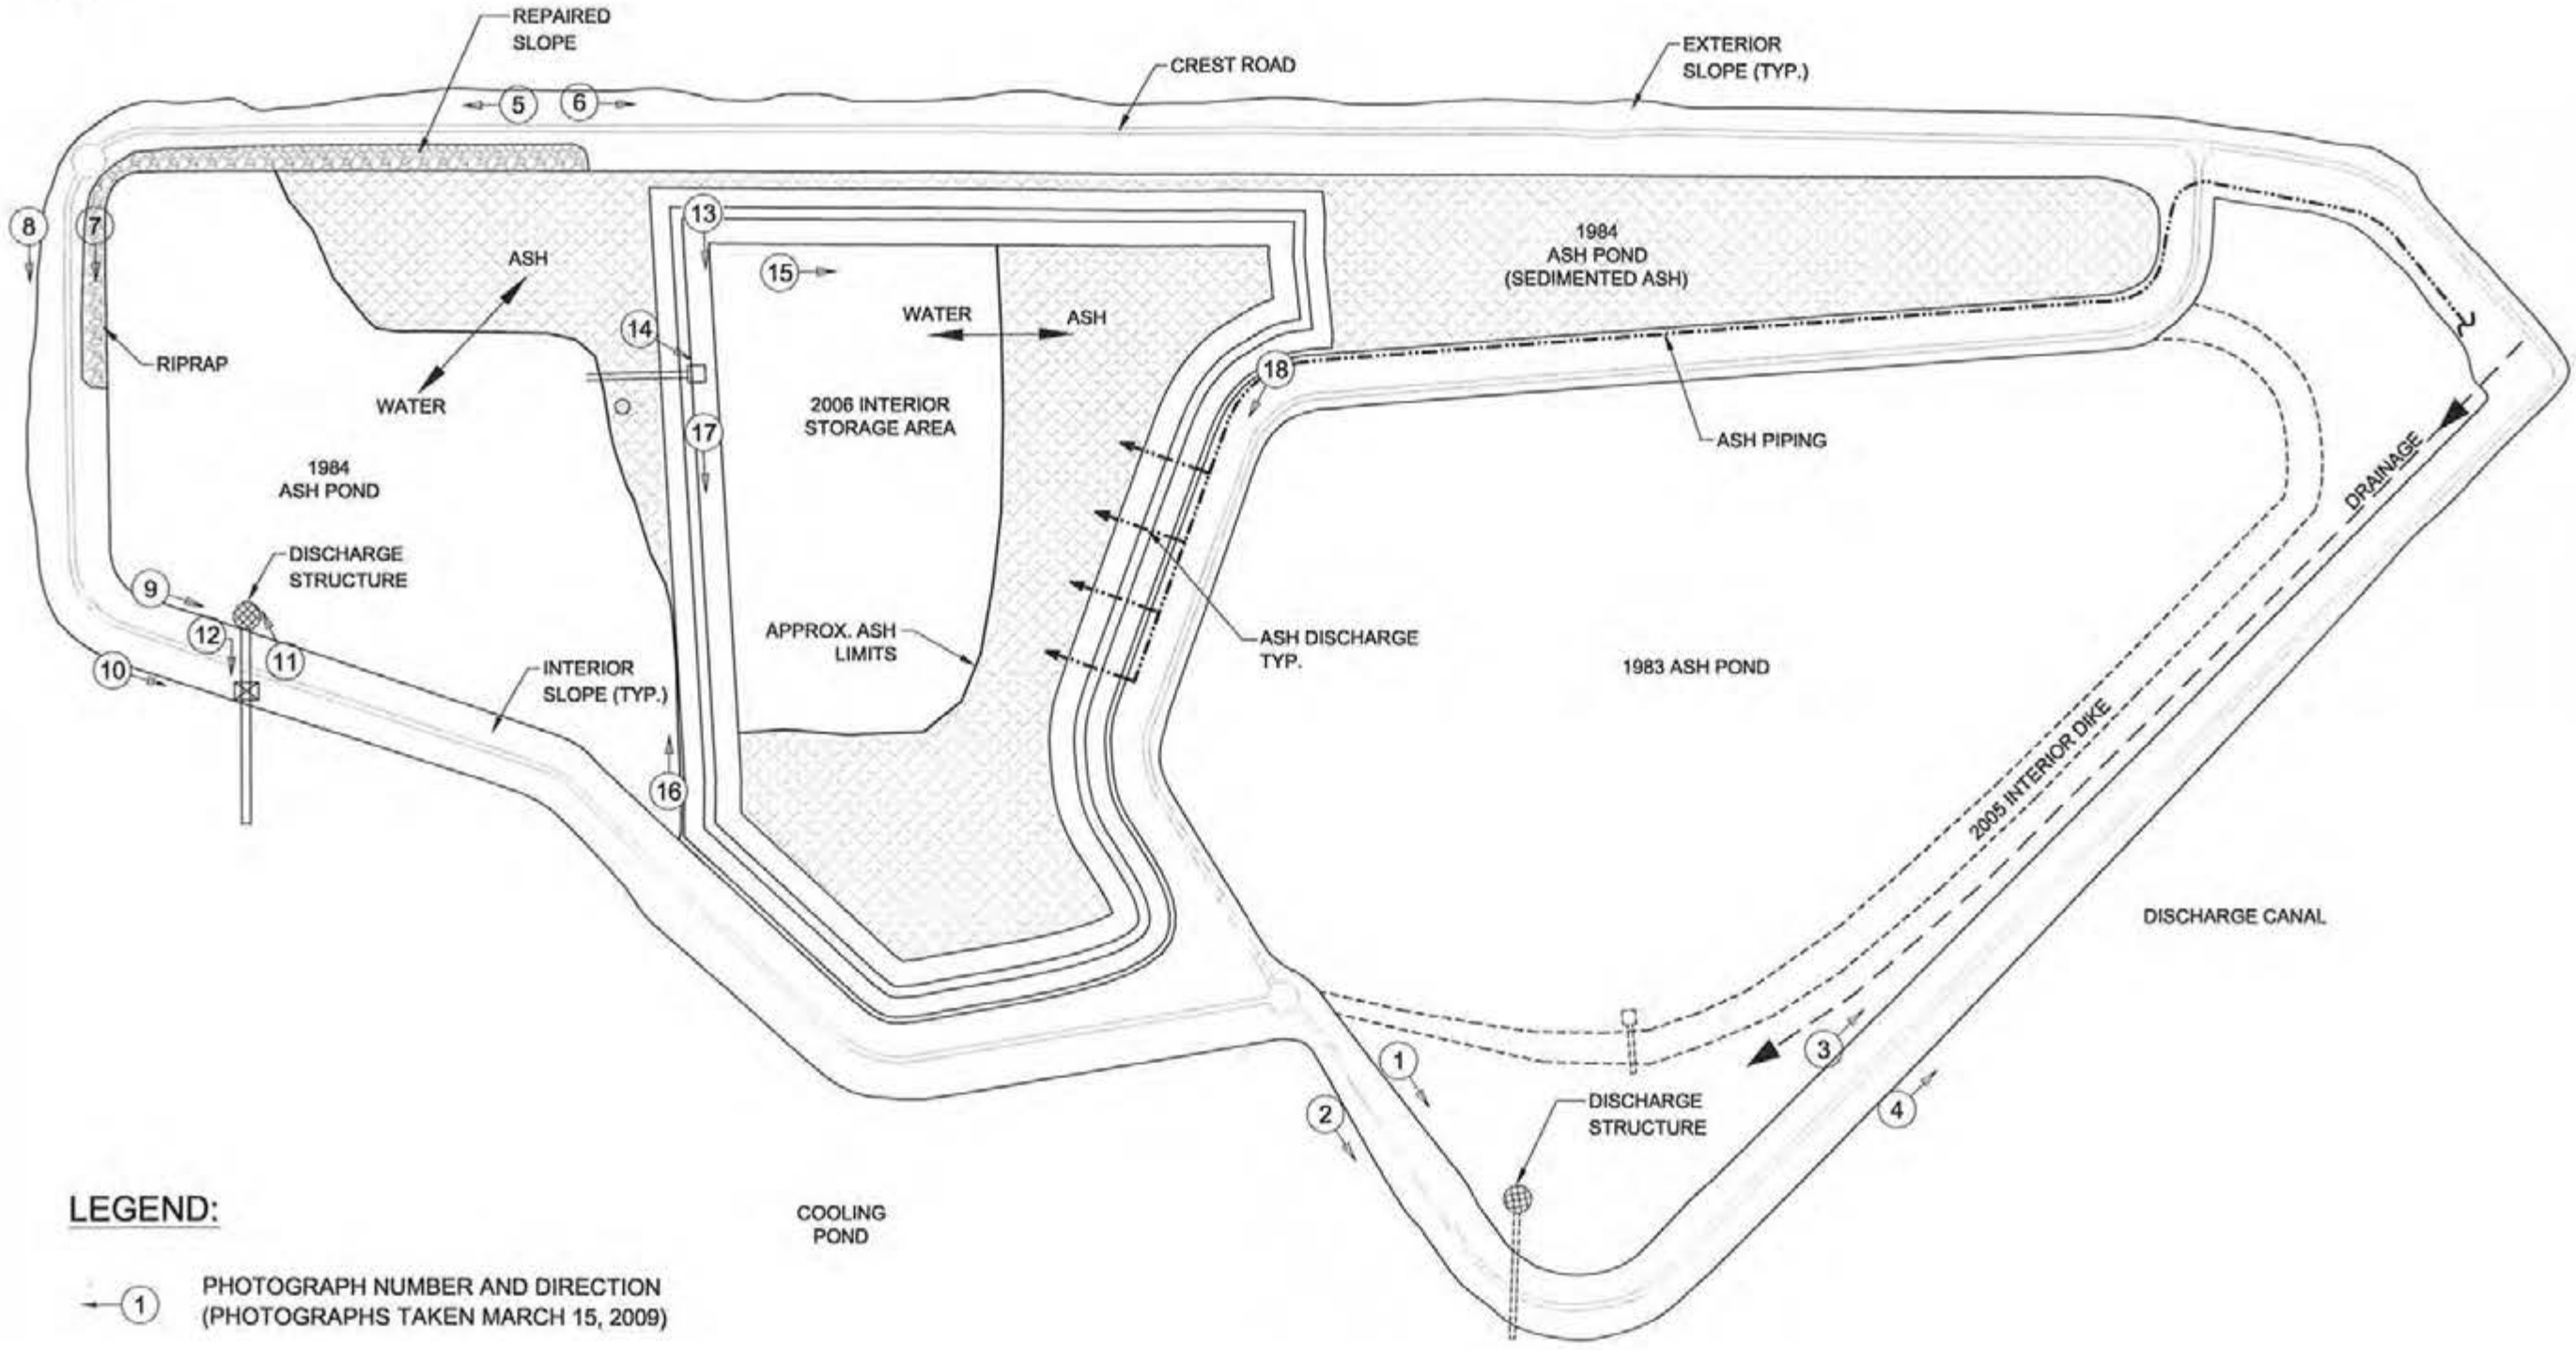 REPAIRED
SLOPE
CREST ROAD
EXTERIOR
SLOPE (TYP.)
5
6
8
7
13
15
14
17
18
ASH
WATER
RIPRAP
WATER
ASH
1984
ASH POND
(SEDIMENTED ASH)
2006 INTERIOR
STORAGE AREA
ASH PIPING
DRAINAGE
1984
ASH POND
DISCHARGE
STRUCTURE
9
12
11
10
INTERIOR
SLOPE (TYP.)
16
APPROX. ASH
LIMITS
ASH DISCHARGE
TYP.
1983 ASH POND
2005 INTERIOR DIKE
DISCHARGE CANAL
1
2
3
4
DISCHARGE
STRUCTURE
COOLING
POND
LEGEND:
1
PHOTOGRAPH NUMBER AND DIRECTION
(PHOTOGRAPHS TAKEN MARCH 15, 2009)